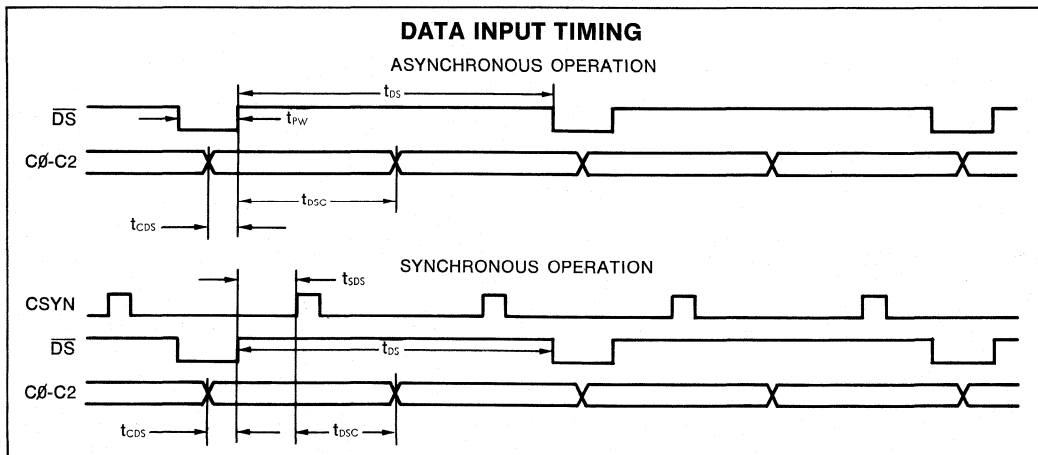 DATA INPUT TIMING
ASYNCHRONOUS OPERATION
tDS
DS
tPW
CØ-C2
tDSC
tCDS
SYNCHRONOUS OPERATION
tSDS
CSYN
DS
tDS
CØ-C2
tCDS
tDSC